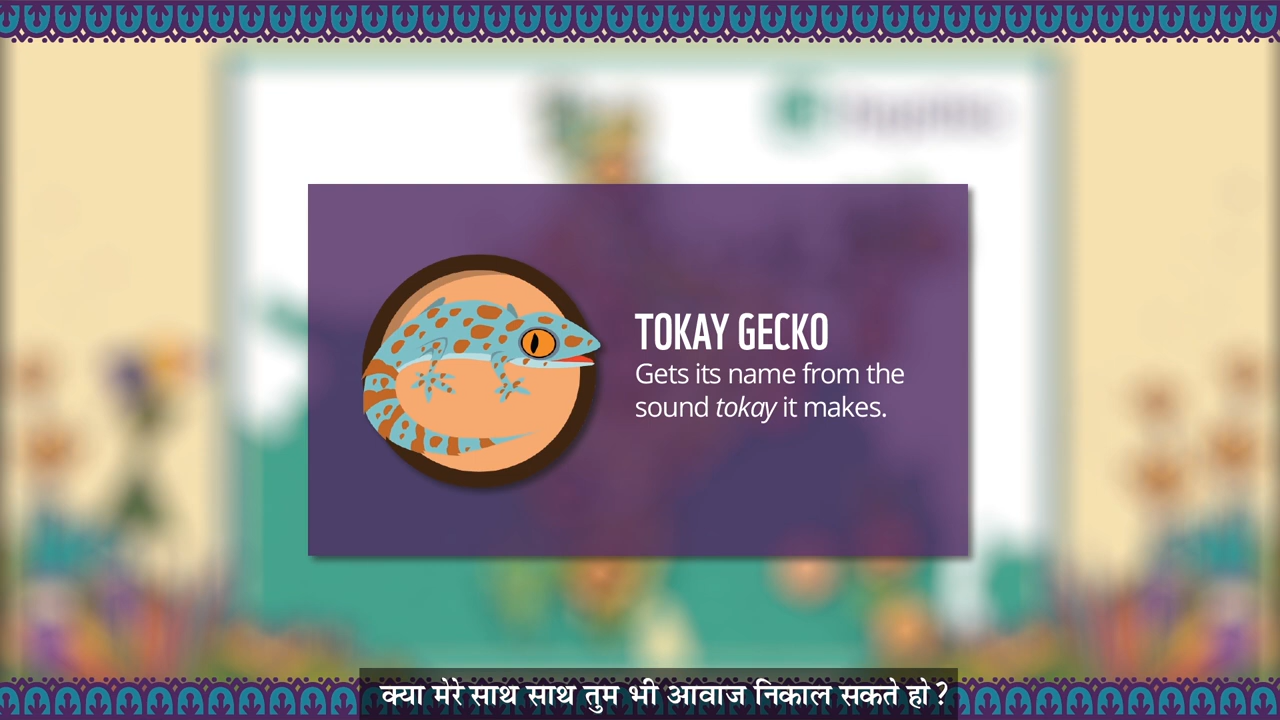 TOKAY GECKO
Gets its name from the
sound tokay it makes.
क्या मेरे साथ साथ तुम भी आवाज निकाल सकते हो ?